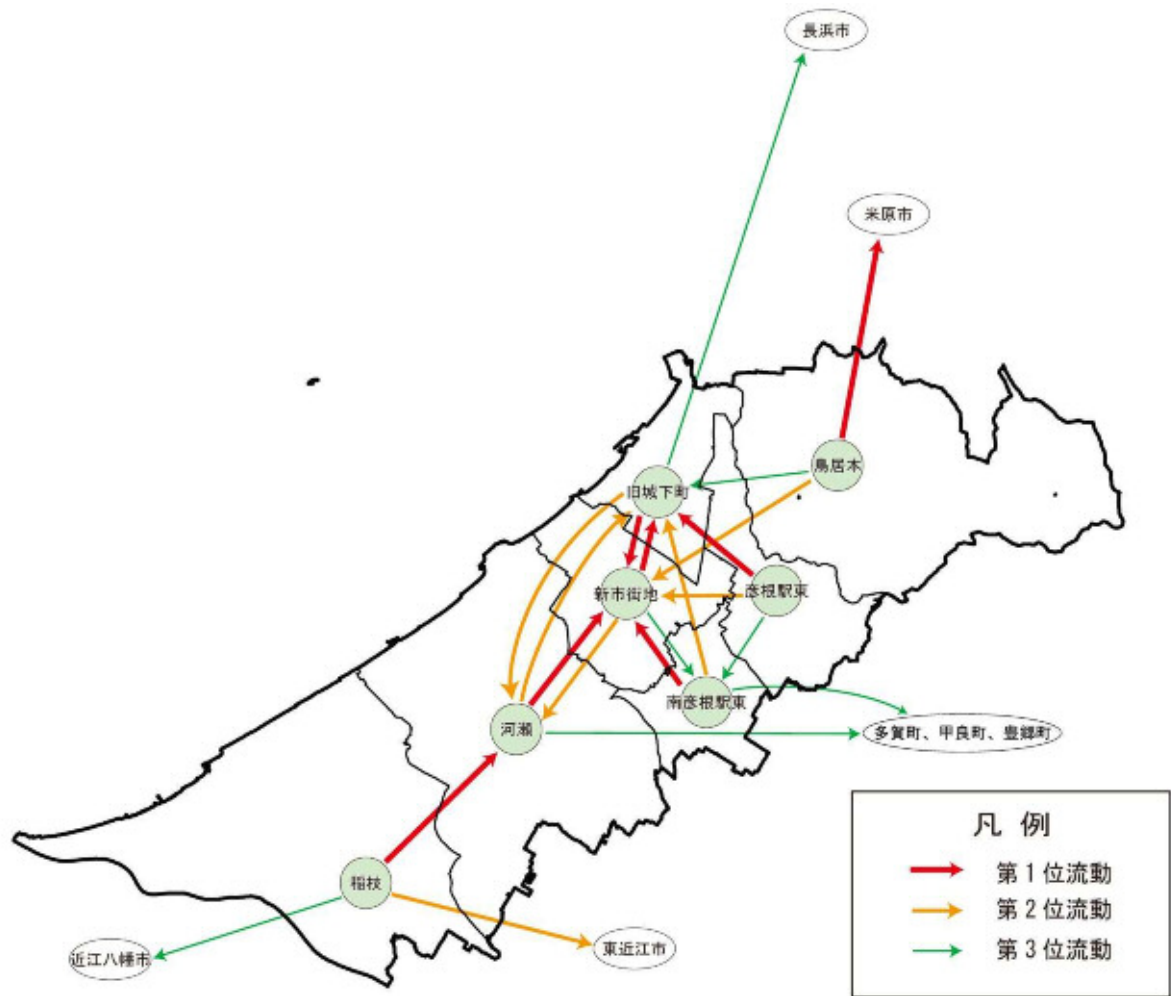 長浜市
米原市
鳥居本
旧城下町
新市街地
彦根駅東
南彦根駅東
河瀬
多賀町、甲良町、豊郷町
稲枝
近江八幡市
東近江市
凡 例
第1位流動
第2位流動
第3位流動